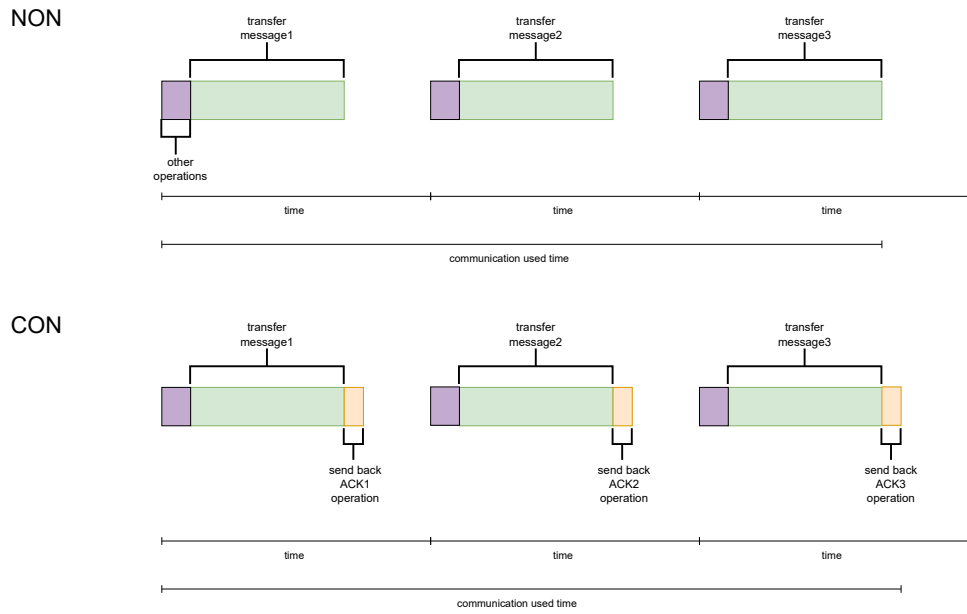 NON
transfer
message1
transfer
message2
transfer
message3
other
operations
time
time
time
communication used time
CON
transfer
message1
transfer
message2
transfer
message3
send back
ACK1
operation
send back
ACK2
operation
send back
ACK3
operation
time
time
time
communication used time